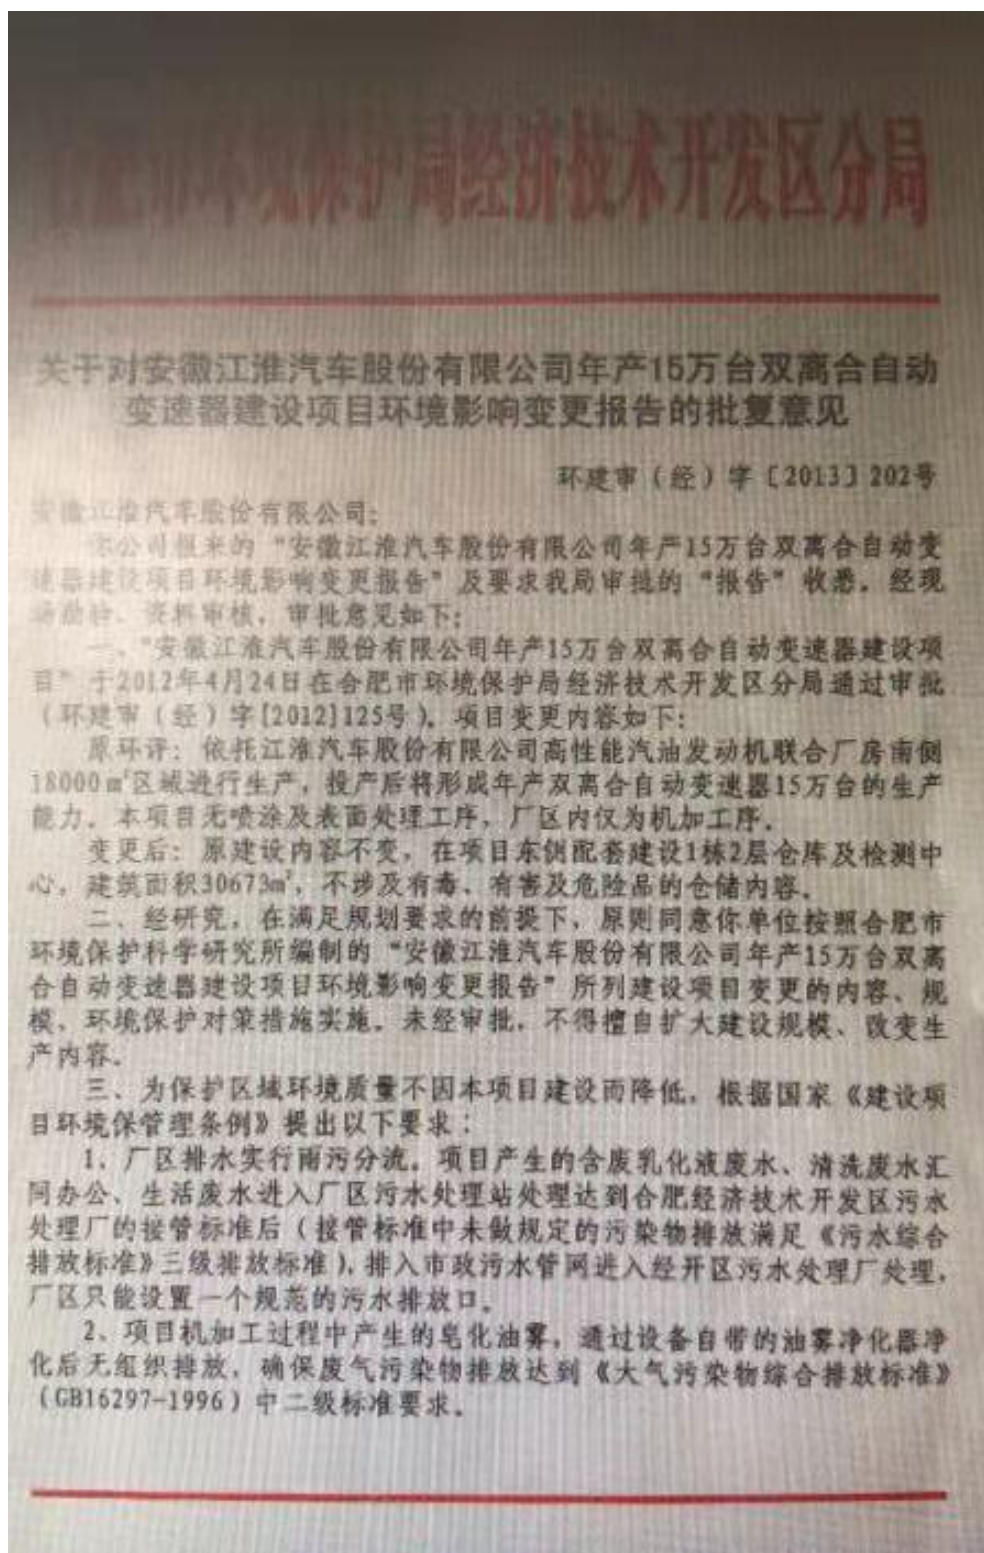 合肥市环境保护局经济技术开发区分局
关于对安徽江淮汽车股份有限公司年产15万台双离合自动
变速器建设项目环境影响变更报告的批复意见
环建审（经）字〔2013〕202号
安徽江淮汽车股份有限公司：
你公司报来的“安徽江淮汽车股份有限公司年产15万台双离合自动变
速器建设项目环境影响变更报告”及要求我局审批的“报告”收悉。经现
场勘验、资料审核，审批意见如下：
一、“安徽江淮汽车股份有限公司年产15万台双离合自动变速器建设项
目”于2012年4月24日在合肥市环境保护局经济技术开发区分局通过审批
（环建审（经）字[2012]125号）。项目变更内容如下：
原环评：依托江淮汽车股份有限公司高性能汽油发动机联合厂房南侧
18000㎡区域进行生产，投产后将形成年产双离合自动变速器15万台的生产
能力。本项目无喷涂及表面处理工序，厂区内仅为机加工序。
变更后：原建设内容不变，在项目东侧配套建设1栋2层仓库及检测中
心，建筑面积30673㎡，不涉及有毒、有害及危险品的仓储内容。
二、经研究，在满足规划要求的前提下，原则同意你单位按照合肥市
环境保护科学研究所编制的“安徽江淮汽车股份有限公司年产15万台双离
合自动变速器建设项目环境影响变更报告”所列建设项目变更的内容、规
模、环境保护对策措施实施。未经审批，不得擅自扩大建设规模、改变生
产内容。
三、为保护区域环境质量不因本项目建设而降低，根据国家《建设项
目环境保管理条例》提出以下要求：
1、厂区排水实行雨污分流。项目产生的含废乳化液废水、清洗废水汇
同办公、生活废水进入厂区污水处理站处理达到合肥经济技术开发区污水
处理厂的接管标准后（接管标准中未做规定的污染物排放满足《污水综合
排放标准》三级排放标准），排入市政污水管网进入经开区污水处理厂处理，
厂区只能设置一个规范的污水排放口。
2、项目机加工过程中产生的皂化油雾，通过设备自带的油雾净化器净
化后无组织排放，确保废气污染物排放达到《大气污染物综合排放标准》
（GB16297-1996）中二级标准要求。